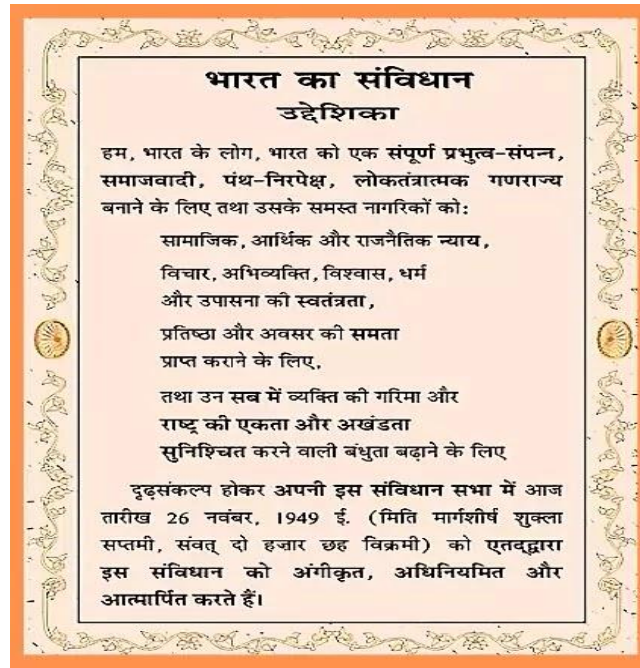 भारत का संविधान
उद्देशिका
हम, भारत के लोग, भारत को एक संपूर्ण प्रभुत्व-संपन्न,
समाजवादी, पंथ-निरपेक्ष, लोकतंत्रात्मक गणराज्य
बनाने के लिए तथा उसके समस्त नागरिकों को:
सामाजिक, आर्थिक और राजनैतिक न्याय,
विचार, अभिव्यक्ति, विश्वास, धर्म
और उपासना की स्वतंत्रता,
प्रतिष्ठा और अवसर की समता
प्राप्त कराने के लिए,
तथा उन सब में व्यक्ति की गरिमा और
राष्ट्र की एकता और अखंडता
सुनिश्चित करने वाली बंधुता बढ़ाने के लिए
दृढ़संकल्प होकर अपनी इस संविधान सभा में आज
तारीख 26 नवंबर, 1949 ई. (मिति मार्गशीर्ष शुक्ला
सप्तमी, संवत् दो हज़ार छह विक्रमी) को एतद्द्वारा
इस संविधान को अंगीकृत, अधिनियमित और
आत्मार्पित करते हैं।